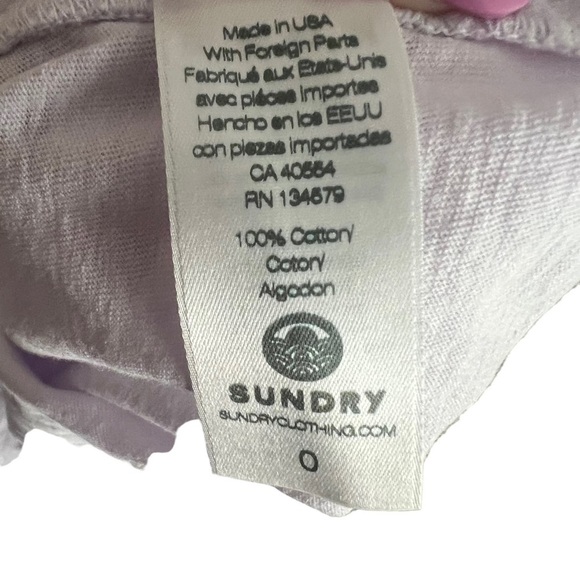 Made in USA
With Foreign Parts
Fabriqué aux Etats-Unis
avec pièces importes
Hencho en los EEUU
con piezas importadas
CA 40554
RN 134579
100% Cotton/
Coton/
Algodon
SUNDRY
SUNDRYCLOTHING.COM
0